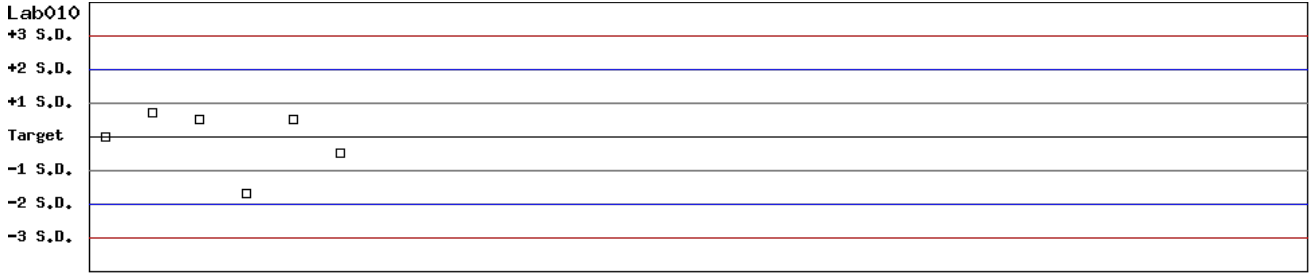 Lab010
+3 S.D.
+2 S.D.
+1 S.D.
Target
-1 S.D.
-2 S.D.
-3 S.D.